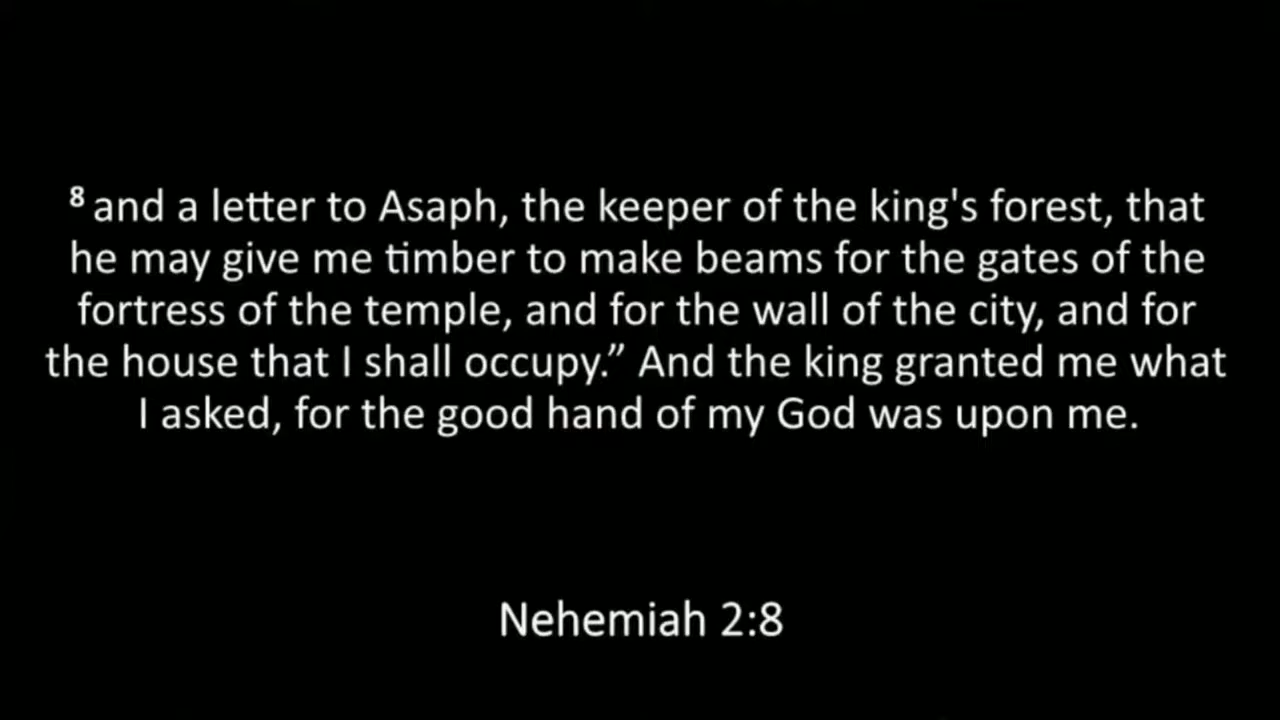 ⁸ and a letter to Asaph, the keeper of the king's forest, that
he may give me timber to make beams for the gates of the
fortress of the temple, and for the wall of the city, and for
the house that I shall occupy.” And the king granted me what
I asked, for the good hand of my God was upon me.
Nehemiah 2:8